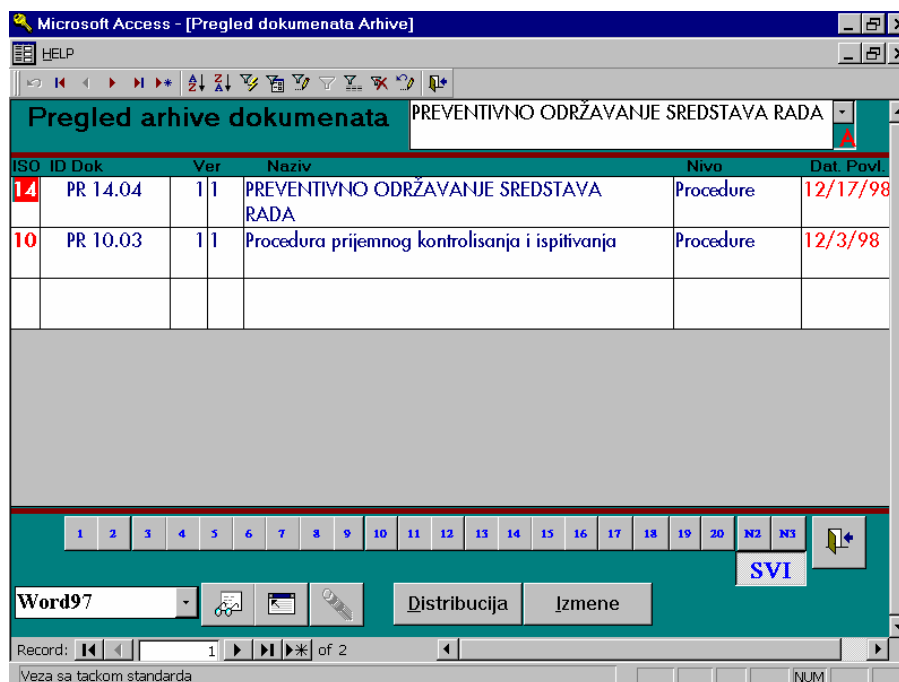 Microsoft Access - [Pregled dokumenata Arhive]
HELP
Pregled arhive dokumenata
PREVENTIVNO ODRŽAVANJE SREDSTAVA RADA
A
ISO ID Dok Ver Naziv Nivo Dat. Povl.
14 PR 14.04 1 1 PREVENTIVNO ODRŽAVANJE SREDSTAVA RADA Procedure 12/17/98
10 PR 10.03 1 1 Procedura prijemnog kontrolisanja i ispitivanja Procedure 12/3/98
1 2 3 4 5 6 7 8 9 10 11 12 13 14 15 16 17 18 19 20 N2 N3
SVI
Word97
Distribucija Izmene
Record: 1 of 2
Veza sa tackom standarda NUM